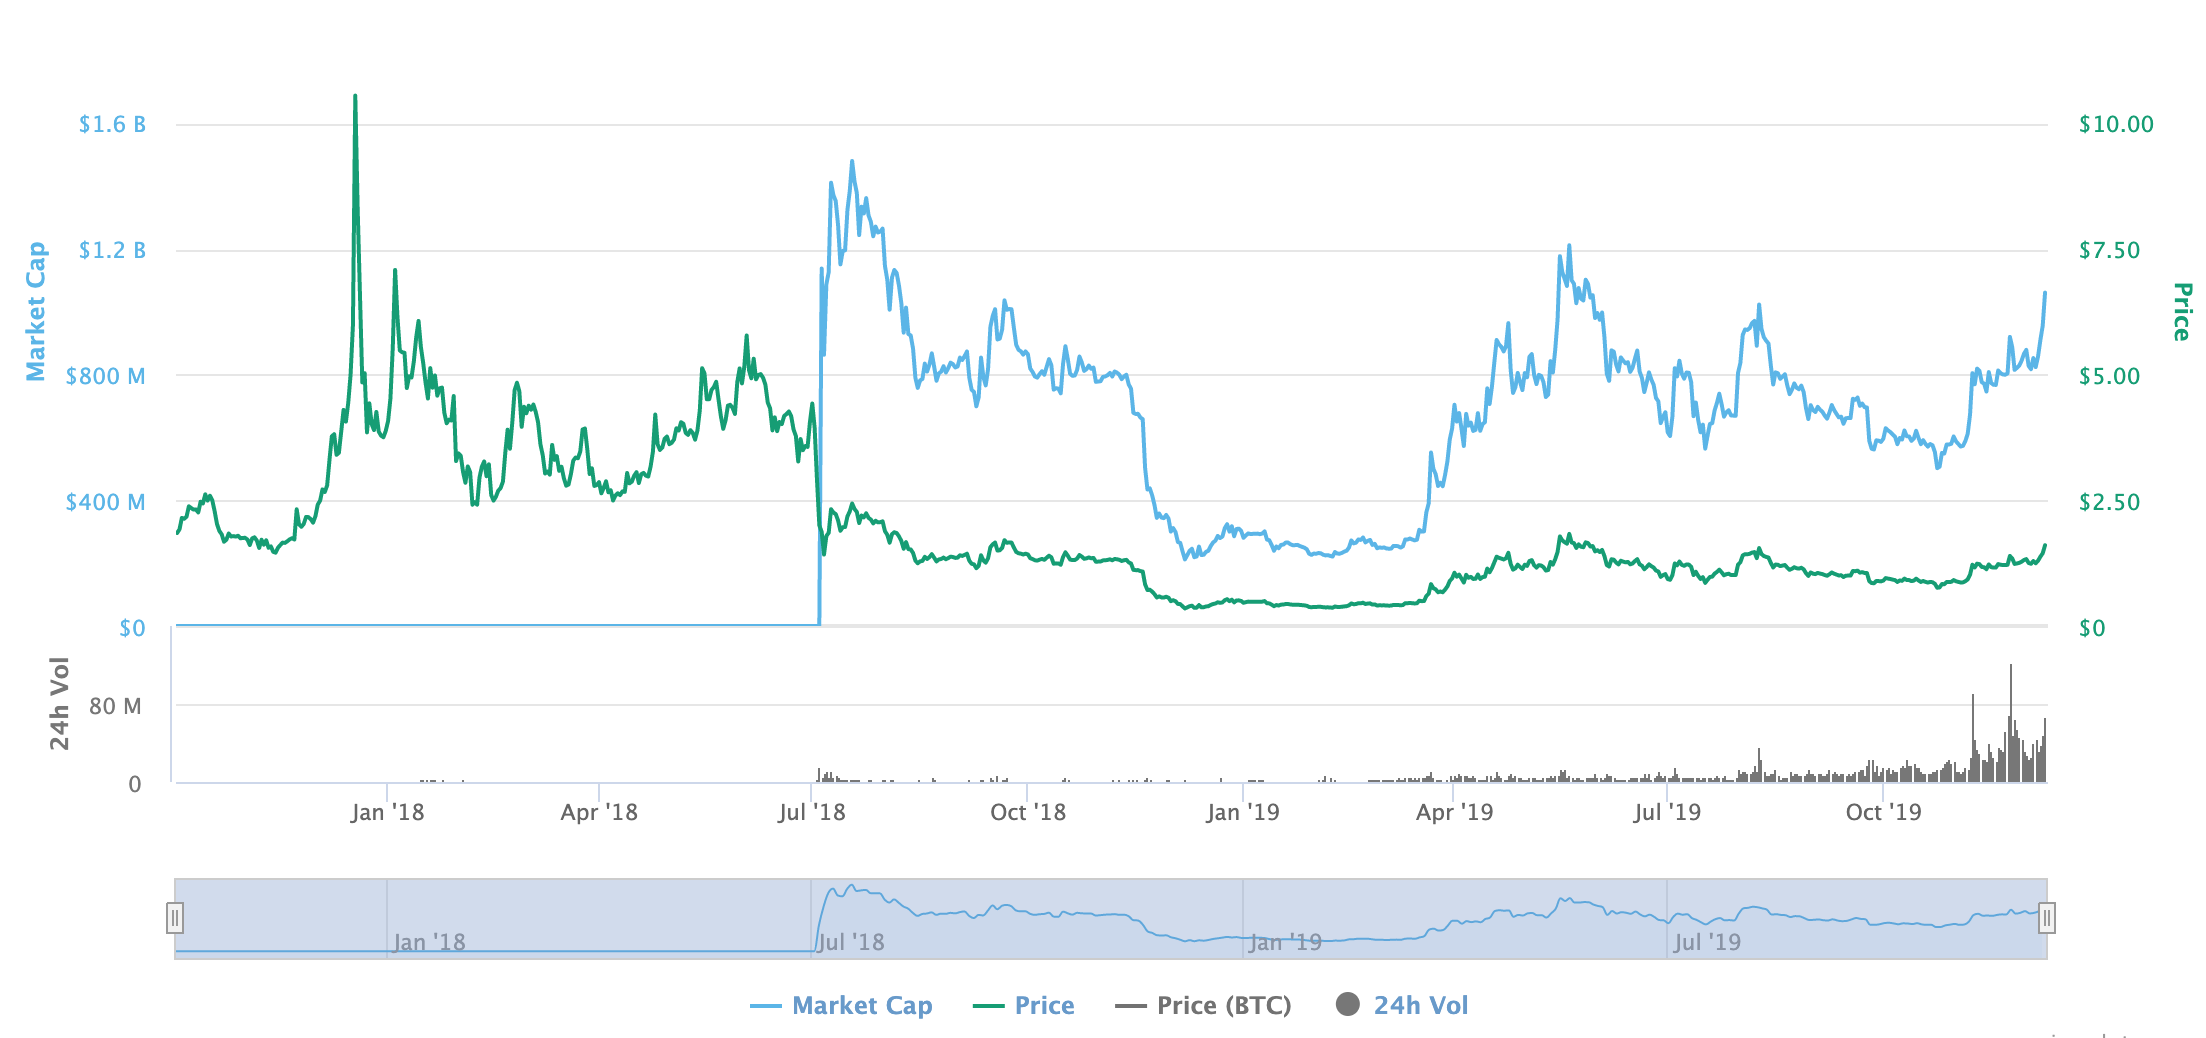 $1.6 B
$10.00
$1.2 B
$7.50
Market Cap
Price
$800 M
$5.00
$400 M
$2.50
$0
$0
24h Vol
80 M
0
Jan '18
Apr '18
Jul '18
Oct '18
Jan '19
Apr '19
Jul '19
Oct '19
Jan '18
Jul '18
Jan '19
Jul '19
Market Cap
Price
Price (BTC)
24h Vol